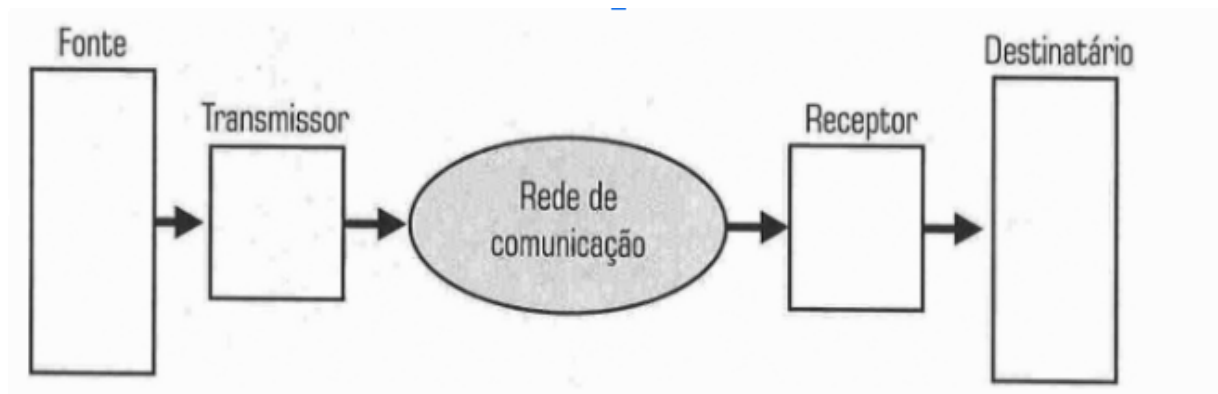 Fonte
Transmissor
Rede de
comunicação
Receptor
Destinatário